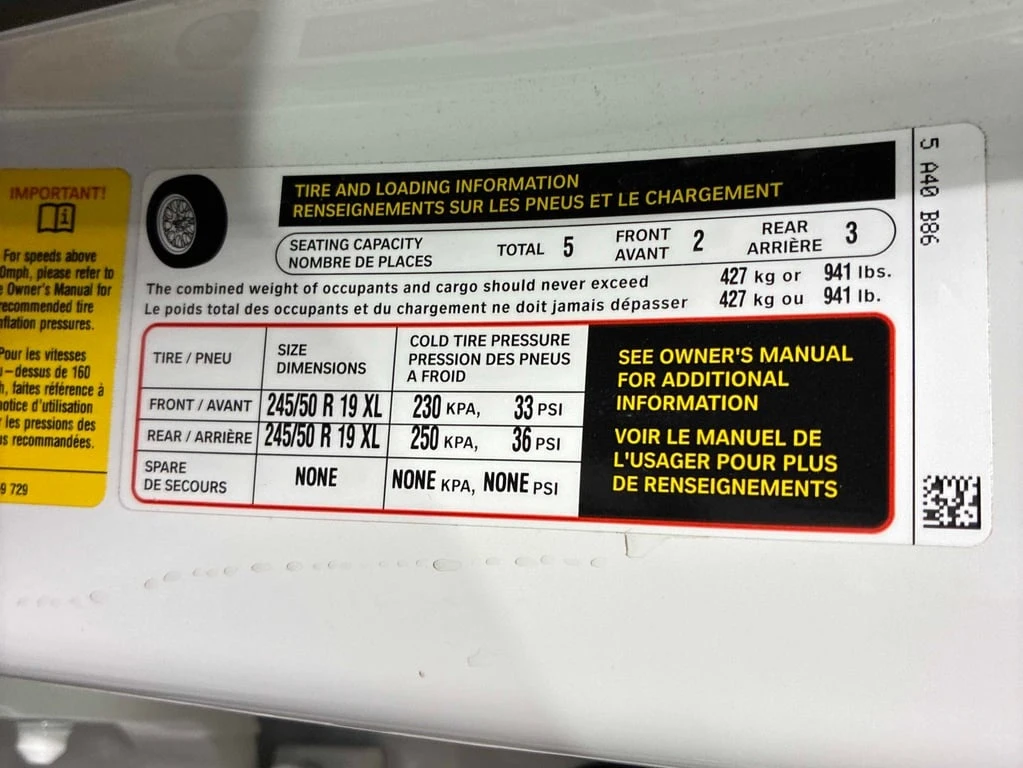 IMPORTANT!
For speeds above
0mph, please refer to
Owner's Manual for
recommended tire
inflation pressures.
Pour les vitesses
u-dessus de 160
h, faites référence à
notice d'utilisation
r les pressions des
us recommandées.
9 729
TIRE AND LOADING INFORMATION
RENSEIGNEMENTS SUR LES PNEUS ET LE CHARGEMENT
SEATING CAPACITY
NOMBRE DE PLACES
TOTAL 5
FRONT
AVANT 2
REAR
ARRIÈRE 3
The combined weight of occupants and cargo should never exceed 427 kg or 941 lbs.
Le poids total des occupants et du chargement ne doit jamais dépasser 427 kg ou 941 lb.
TIRE / PNEU
SIZE
DIMENSIONS
COLD TIRE PRESSURE
PRESSION DES PNEUS
A FROID
FRONT / AVANT 245/50 R 19 XL 230 KPA, 33 PSI
REAR / ARRIÈRE 245/50 R 19 XL 250 KPA, 36 PSI
SPARE
DE SECOURS NONE NONE KPA, NONE PSI
SEE OWNER'S MANUAL
FOR ADDITIONAL
INFORMATION
VOIR LE MANUEL DE
L'USAGER POUR PLUS
DE RENSEIGNEMENTS
5 A40 B86